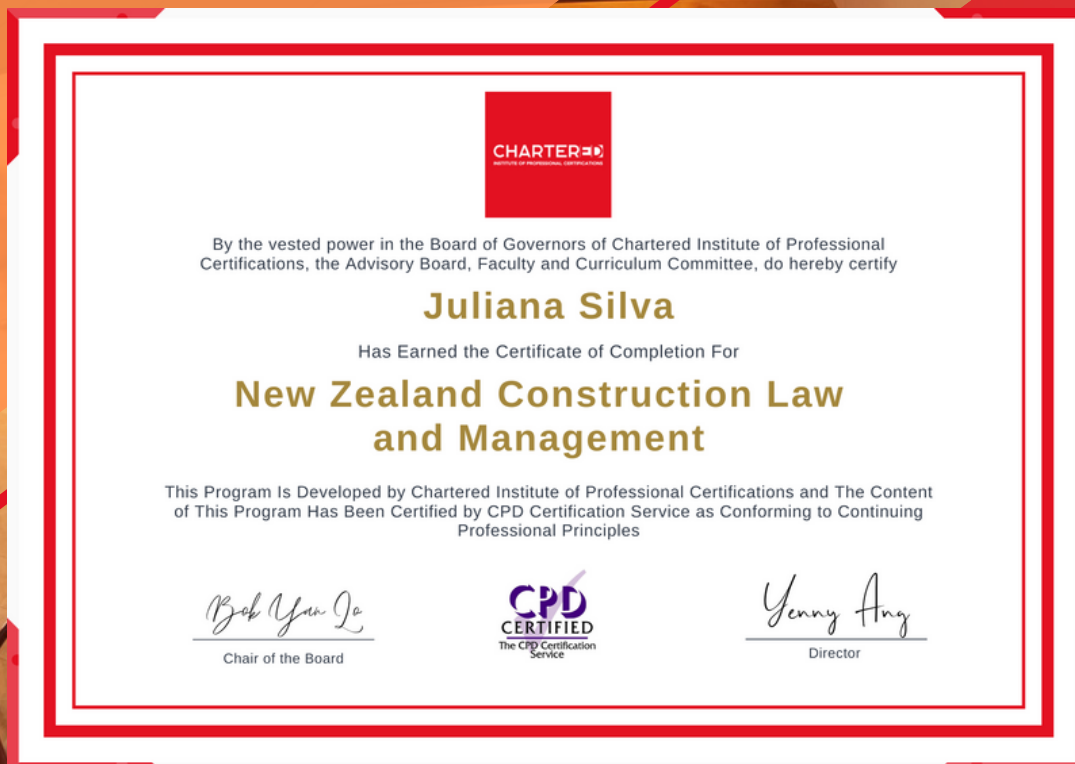 CHARTERED
INSTITUTE OF PROFESSIONAL CERTIFICATIONS
By the vested power in the Board of Governors of Chartered Institute of Professional
Certifications, the Advisory Board, Faculty and Curriculum Committee, do hereby certify
Juliana Silva
Has Earned the Certificate of Completion For
New Zealand Construction Law
and Management
This Program Is Developed by Chartered Institute of Professional Certifications and The Content
of This Program Has Been Certified by CPD Certification Service as Conforming to Continuing
Professional Principles
Bok Yan Jo
Chair of the Board
CPD
CERTIFIED
The CPD Certification
Service
Yenny Ang
Director